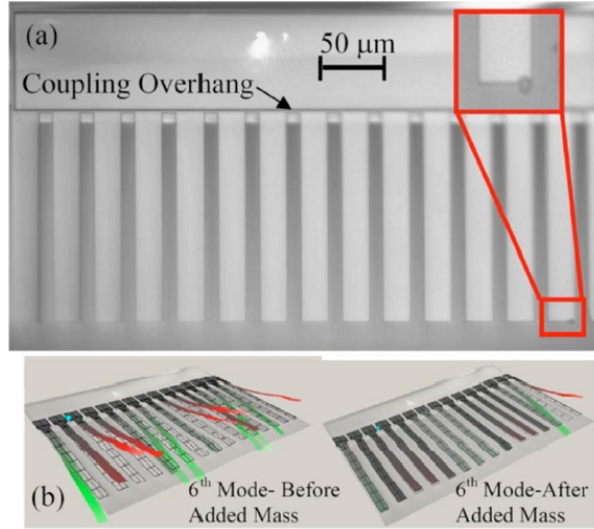 (a)
50 μm
Coupling Overhang
(b)
6th Mode- Before
Added Mass
6th Mode-After
Added Mass